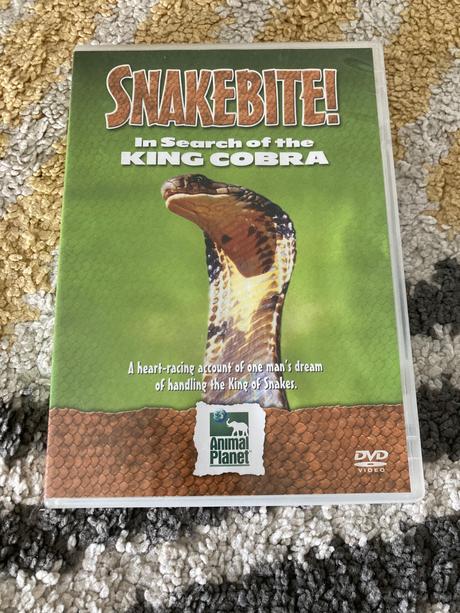 SNAKEBITE!
In Search of the
KING COBRA
A heart-racing account of one man's dream
of handling the King of Snakes.
Animal
Planet
DVD
VIDEO